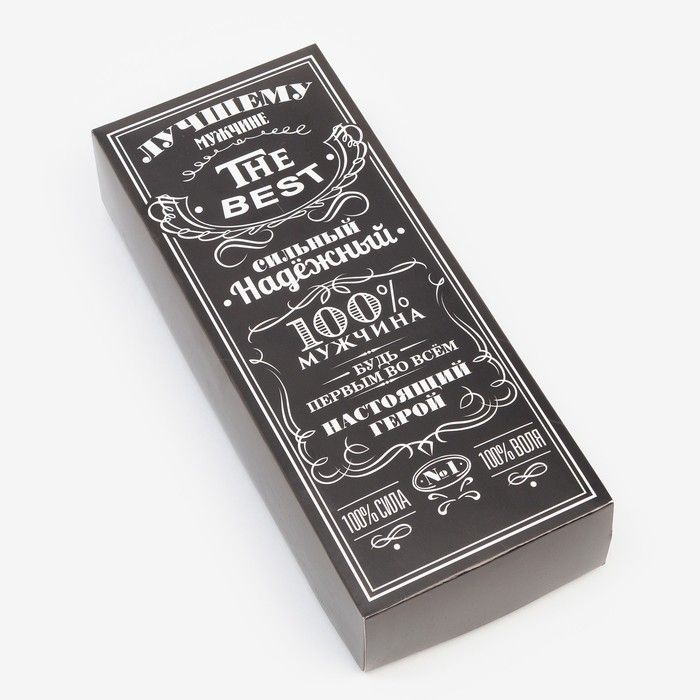 ЛУЧШЕМУ
МУЖЧИНЕ
THE
BEST
СИЛЬНЫЙ
Надёжный
100%
МУЖЧИНА
БУДЬ
ПЕРВЫМ ВО ВСЁМ
НАСТОЯЩИЙ
ГЕРОЙ
100% СИЛА
№1
100% ВОЛЯ